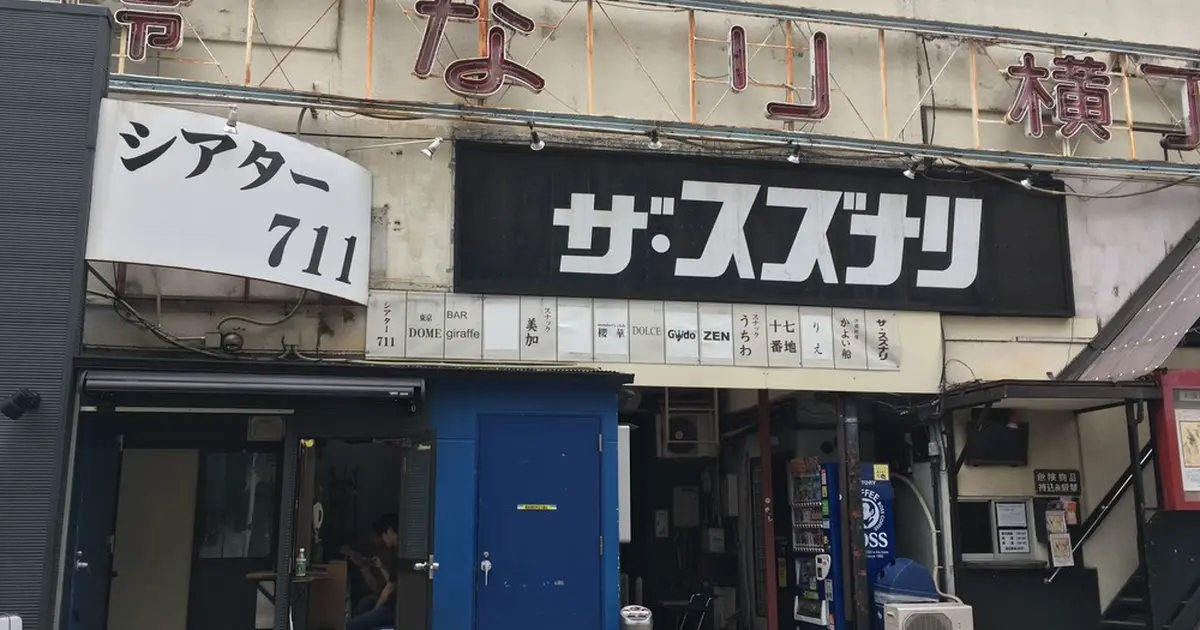 なり横丁
シアター
711
ザ・スズナリ
シアター
711
東京
DOME
BAR
giraffe
スナック
美加
櫻華
DOLCE
Gwdo
ZEN
スナック
うちわ
七地
十番
りえ
かよい船
ザ・スズナリ
危険物品
持込み厳禁
COFFEE
BOSS